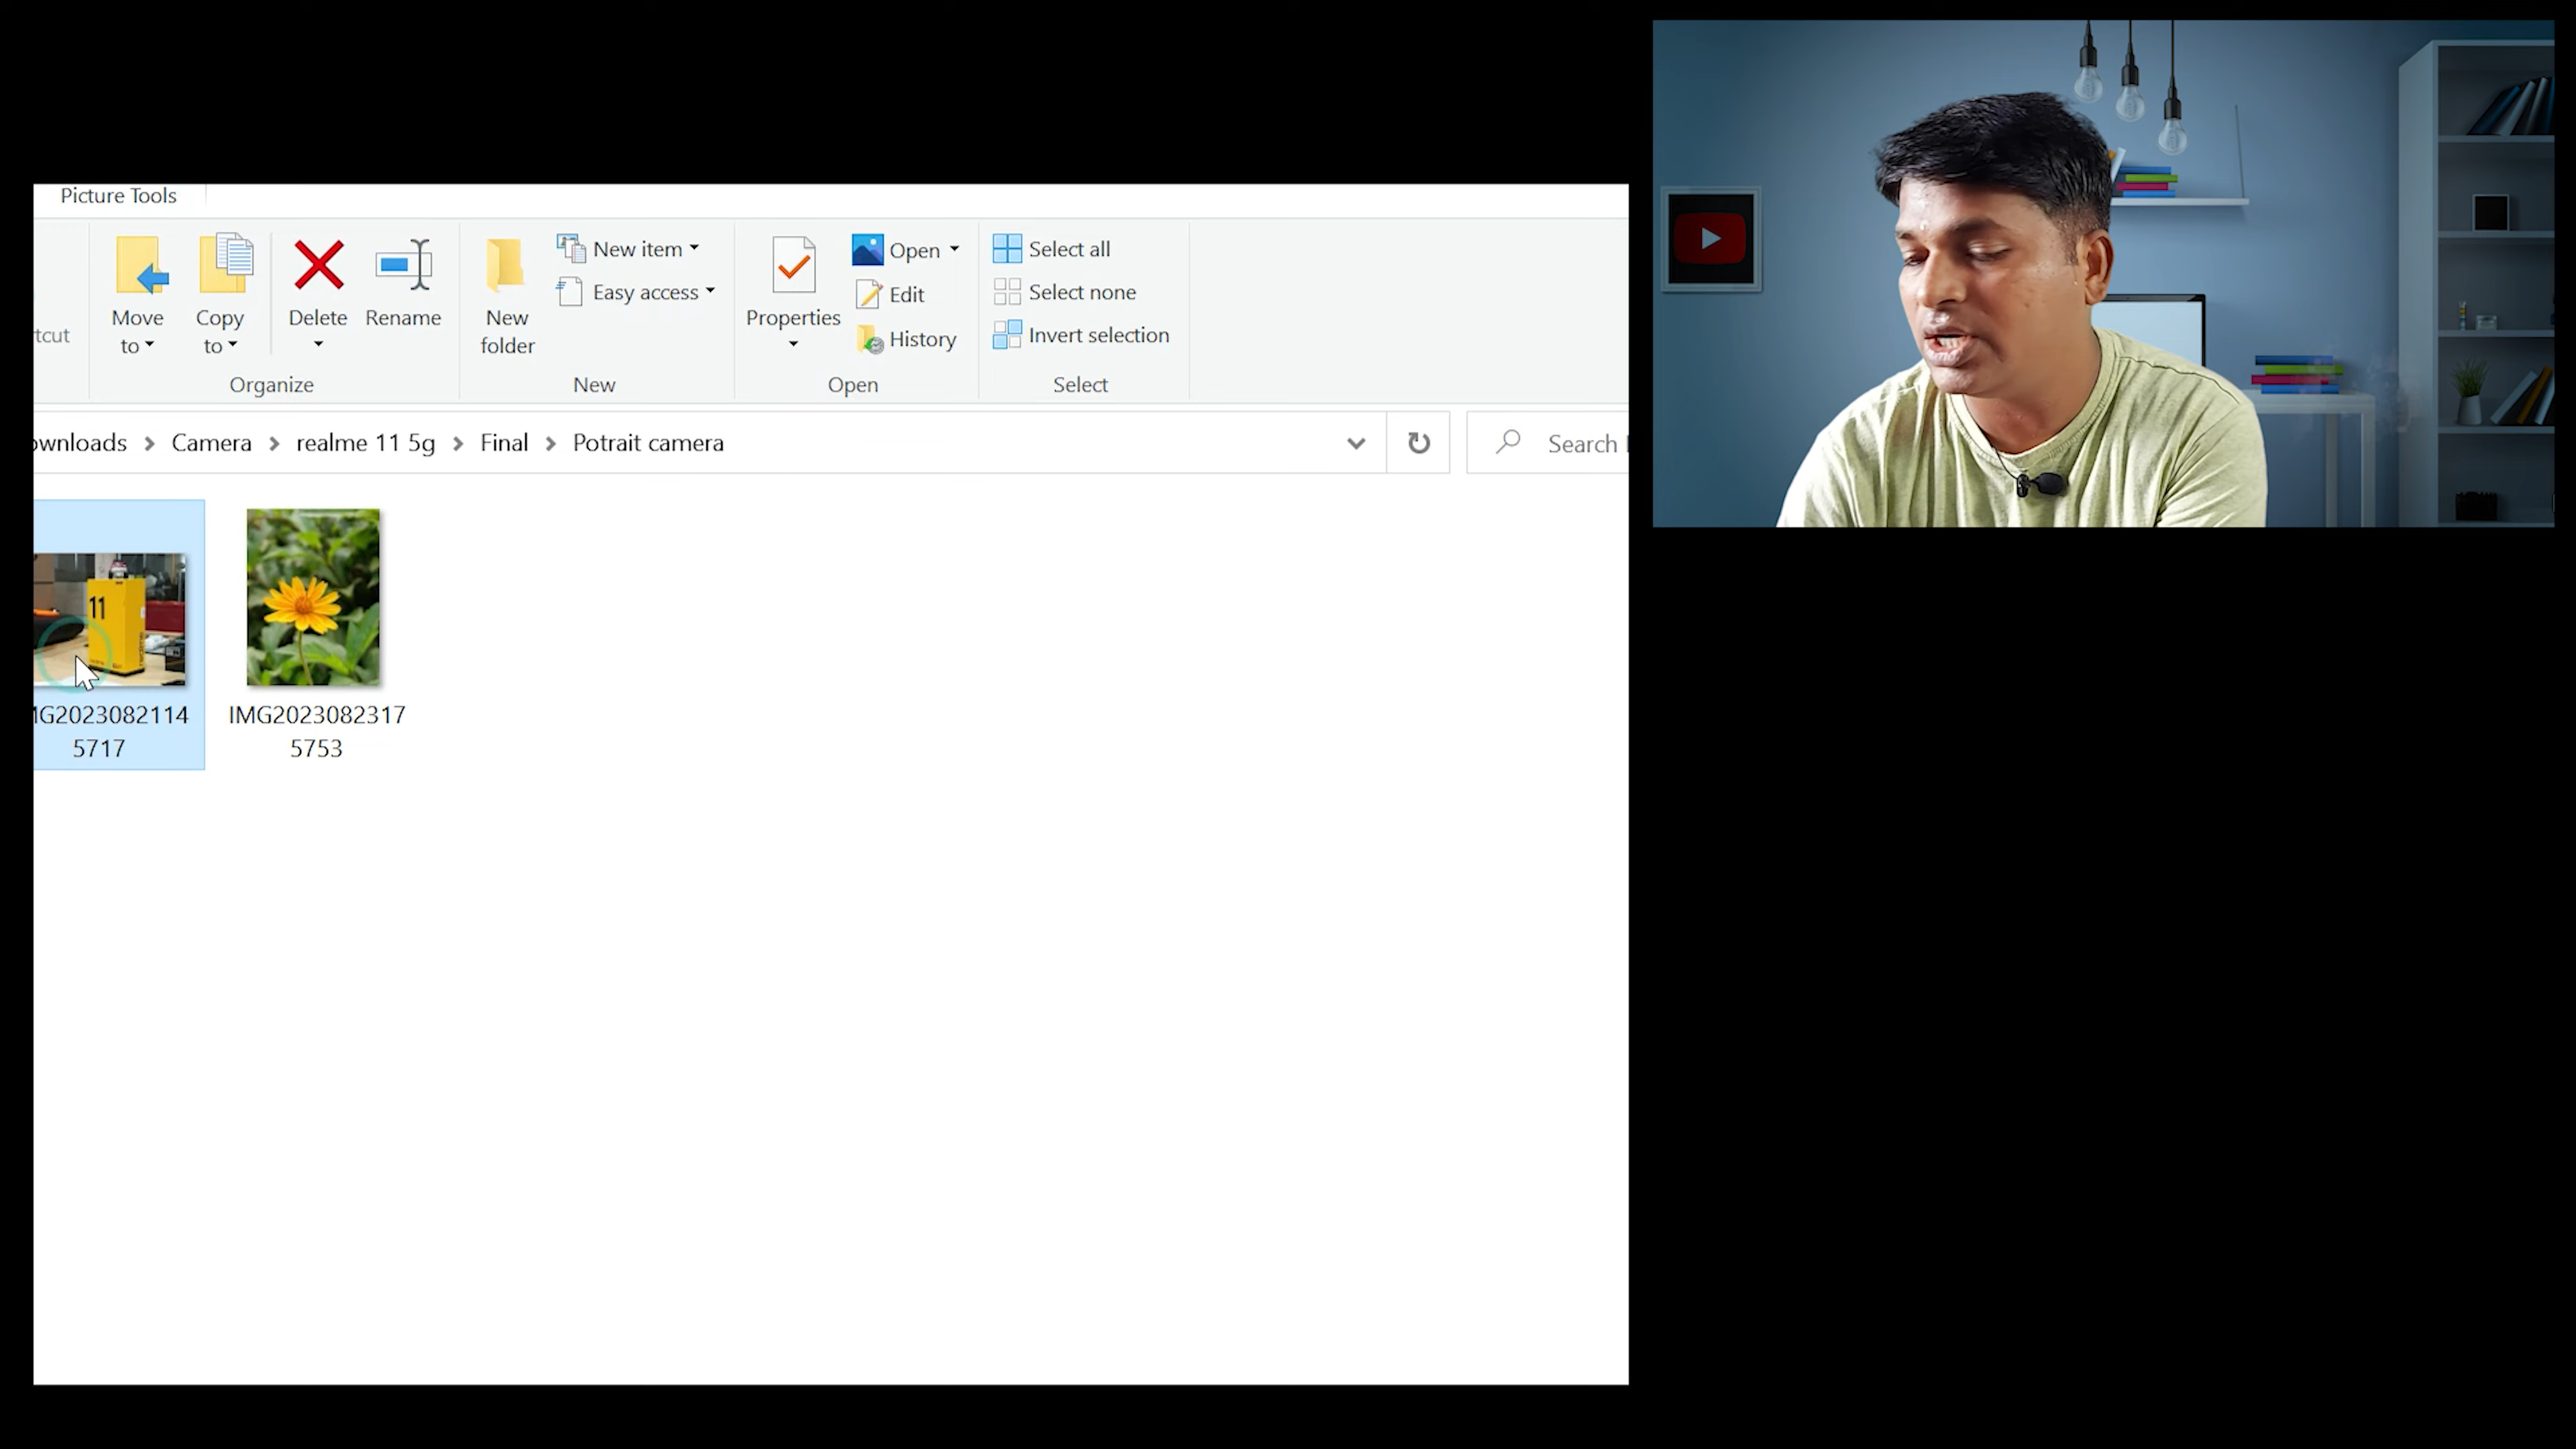 Picture Tools
tcut
Move to
Copy to
Delete
Rename
New folder
New item
Easy access
Properties
Open
Edit
History
Select all
Select none
Invert selection
Organize
New
Open
Select
ownloads > Camera > realme 11 5g > Final > Potrait camera
Search
11
MG2023082114
5717
IMG2023082317
5753